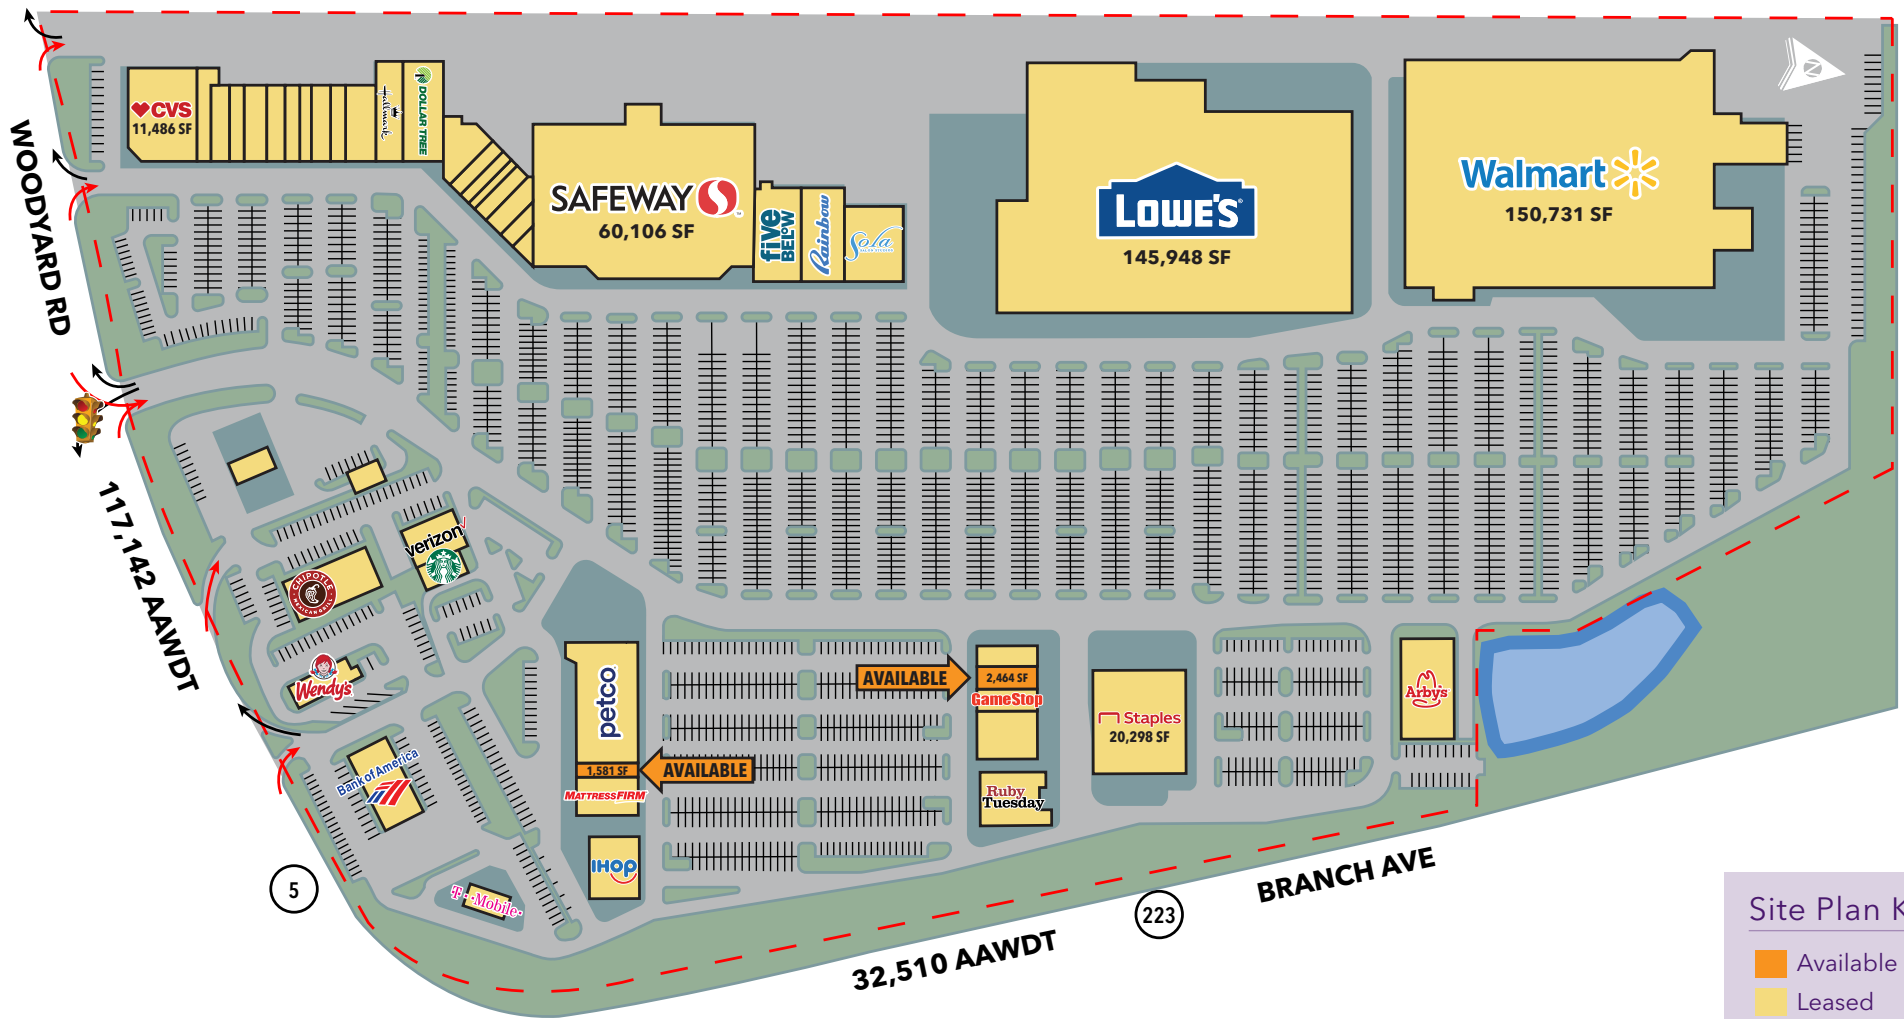 WOODYARD RD
117,142 AAWDT
CVS
11,486 SF
Hallmark
DOLLAR TREE
SAFEWAY
60,106 SF
five
BELOW
Rainbow
Sola
LOWE'S
145,948 SF
Walmart
150,731 SF
N
verizon
CHIPOTLE
MEXICAN GRILL
Wendy's
Bank of America
T-Mobile
petco
1,581 SF
AVAILABLE
MATTRESSFIRM
IHOP
AVAILABLE
2,464 SF
GameStop
Ruby
Tuesday
Staples
20,298 SF
Arby's
5
223
32,510 AAWDT
BRANCH AVE
Site Plan K
Available
Leased